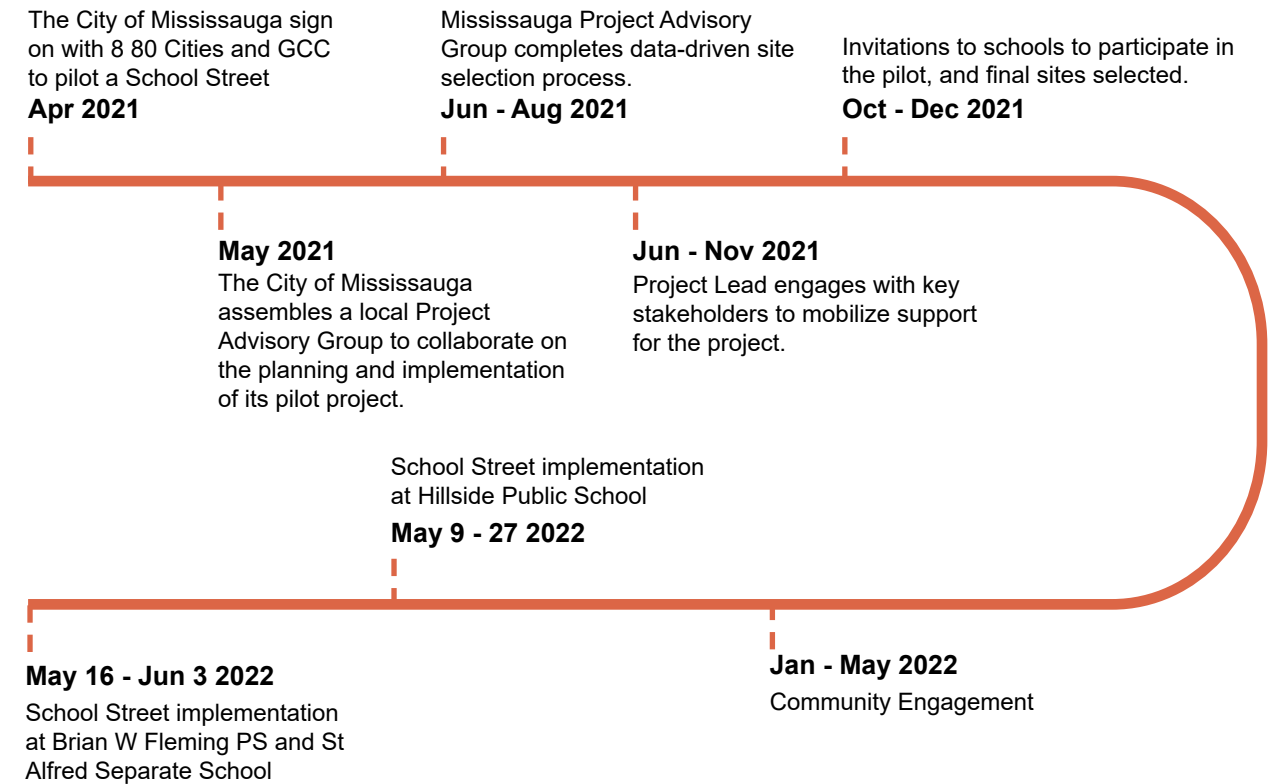 The City of Mississauga sign
on with 8 80 Cities and GCC
to pilot a School Street
Apr 2021
May 2021
The City of Mississauga
assembles a local Project
Advisory Group to collaborate on
the planning and implementation
of its pilot project.
Mississauga Project Advisory
Group completes data-driven site
selection process.
Jun - Aug 2021
Jun - Nov 2021
Project Lead engages with key
stakeholders to mobilize support
for the project.
Invitations to schools to participate in
the pilot, and final sites selected.
Oct - Dec 2021
Jan - May 2022
Community Engagement
School Street implementation
at Hillside Public School
May 9 - 27 2022
May 16 - Jun 3 2022
School Street implementation
at Brian W Fleming PS and St
Alfred Separate School